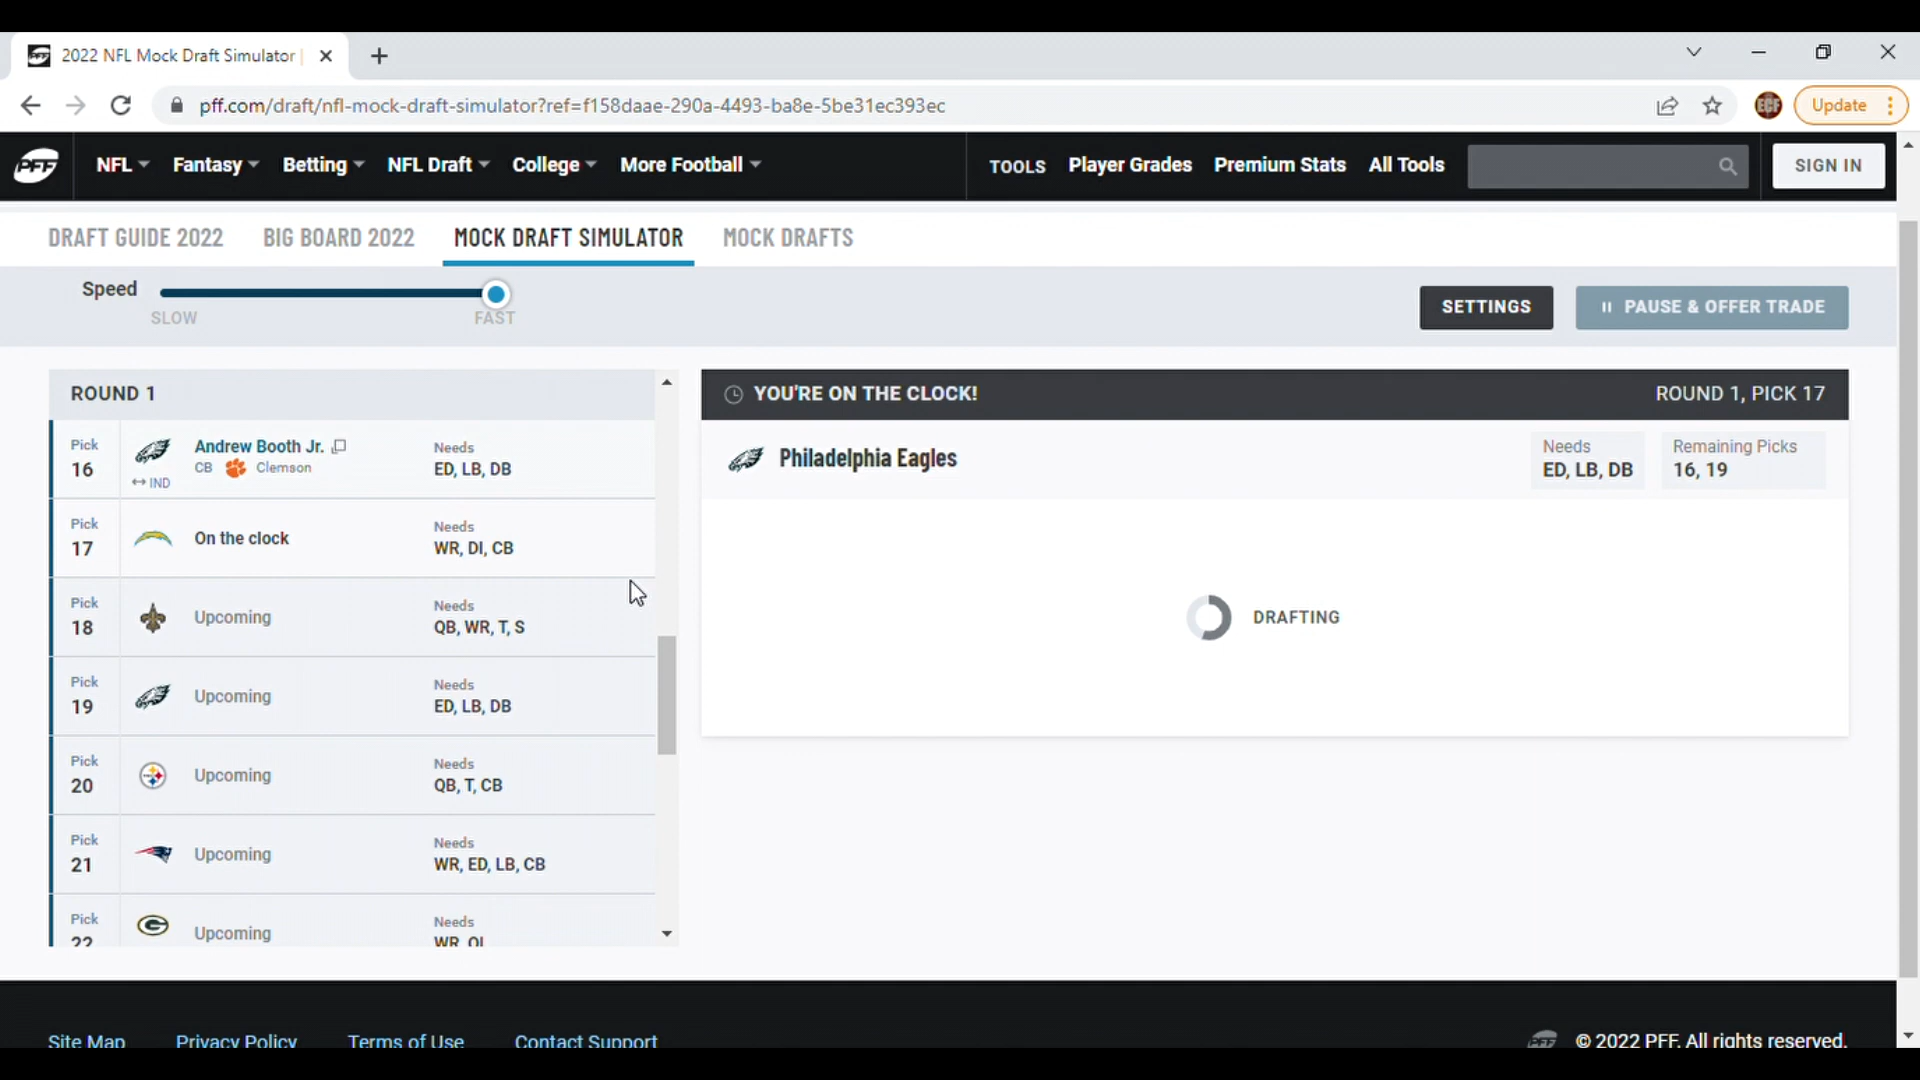 2022 NFL Mock Draft Simulator |
pff.com/draft/nfl-mock-draft-simulator?ref=f158daae-290a-4493-ba8e-5be31ec393ec
ECF
Update
PFF
NFL
Fantasy
Betting
NFL Draft
College
More Football
TOOLS
Player Grades
Premium Stats
All Tools
SIGN IN
DRAFT GUIDE 2022
BIG BOARD 2022
MOCK DRAFT SIMULATOR
MOCK DRAFTS
Speed
SLOW
FAST
SETTINGS
PAUSE & OFFER TRADE
ROUND 1
Pick
16
IND
Andrew Booth Jr.
CB
Clemson
Needs
ED, LB, DB
Pick
17
On the clock
Needs
WR, DI, CB
Pick
18
Upcoming
Needs
QB, WR, T, S
Pick
19
Upcoming
Needs
ED, LB, DB
Pick
20
Upcoming
Needs
QB, T, CB
Pick
21
Upcoming
Needs
WR, ED, LB, CB
Pick
22
Upcoming
Needs
WR, OL
YOU'RE ON THE CLOCK!
ROUND 1, PICK 17
Philadelphia Eagles
Needs
ED, LB, DB
Remaining Picks
16, 19
DRAFTING
Site Map
Privacy Policy
Terms of Use
Contact Support
PFF
© 2022 PFF. All rights reserved.